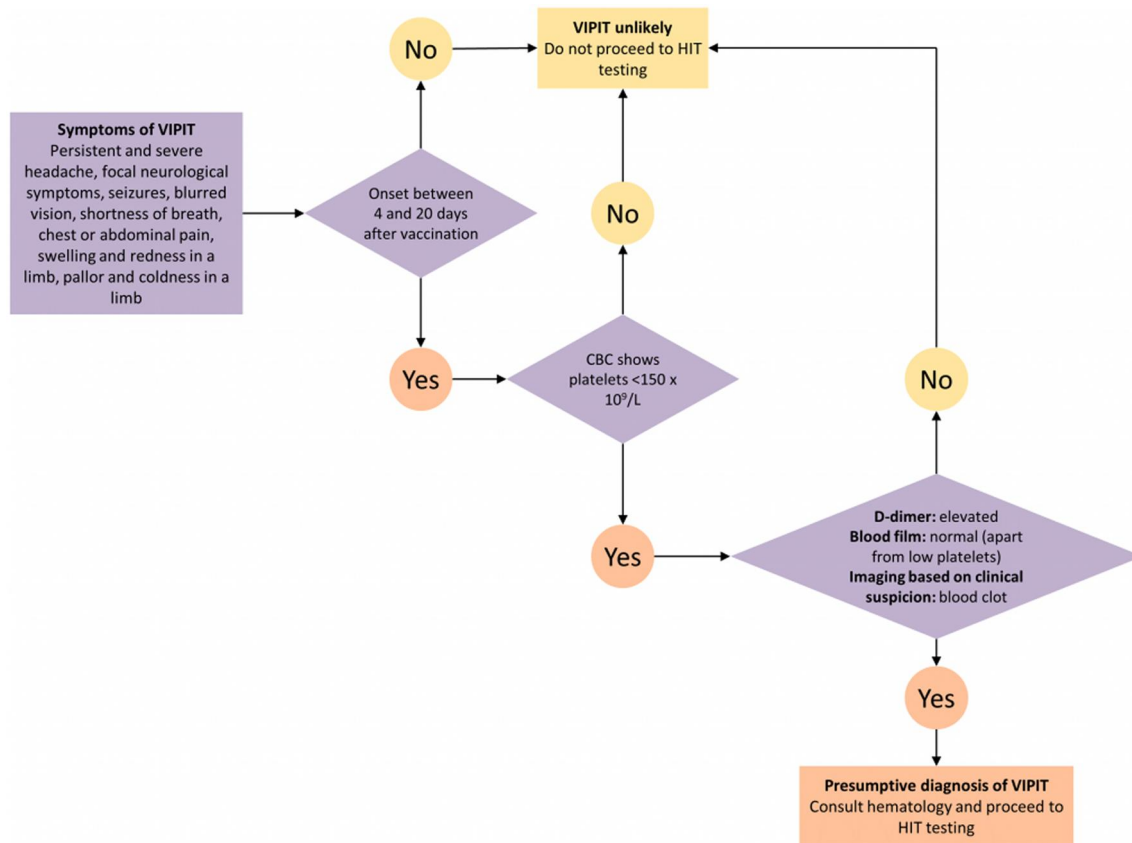 No
VIPIT unlikely
Do not proceed to HIT
testing
Symptoms of VIPIT
Persistent and severe
headache, focal neurological
symptoms, seizures, blurred
vision, shortness of breath,
chest or abdominal pain,
swelling and redness in a
limb, pallor and coldness in a
limb
Onset between
4 and 20 days
after vaccination
No
Yes
CBC shows
platelets <150 x
10⁹/L
No
Yes
D-dimer: elevated
Blood film: normal (apart
from low platelets)
Imaging based on clinical
suspicion: blood clot
Yes
Presumptive diagnosis of VIPIT
Consult hematology and proceed to
HIT testing